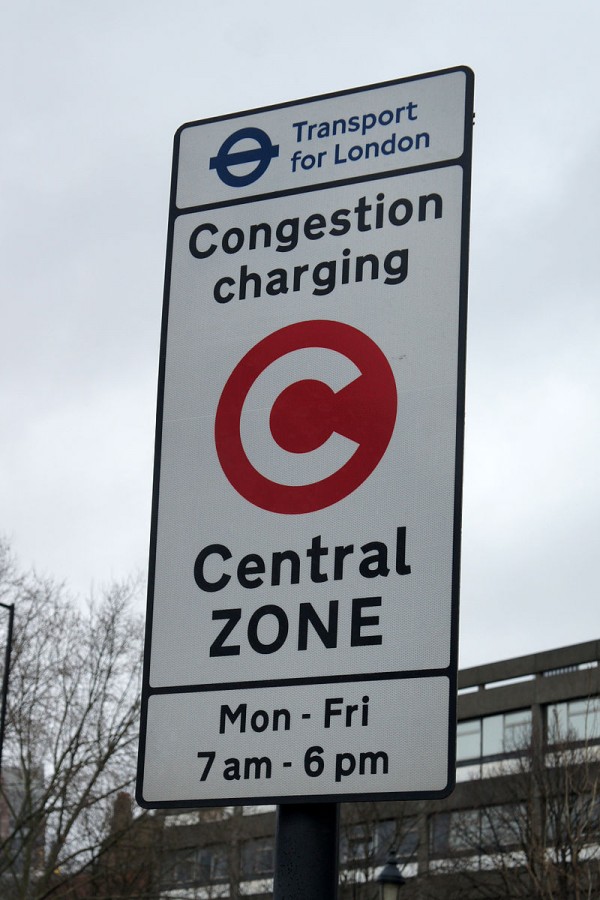 Transport
for London
Congestion
charging
C
Central
ZONE
Mon - Fri
7 am - 6 pm